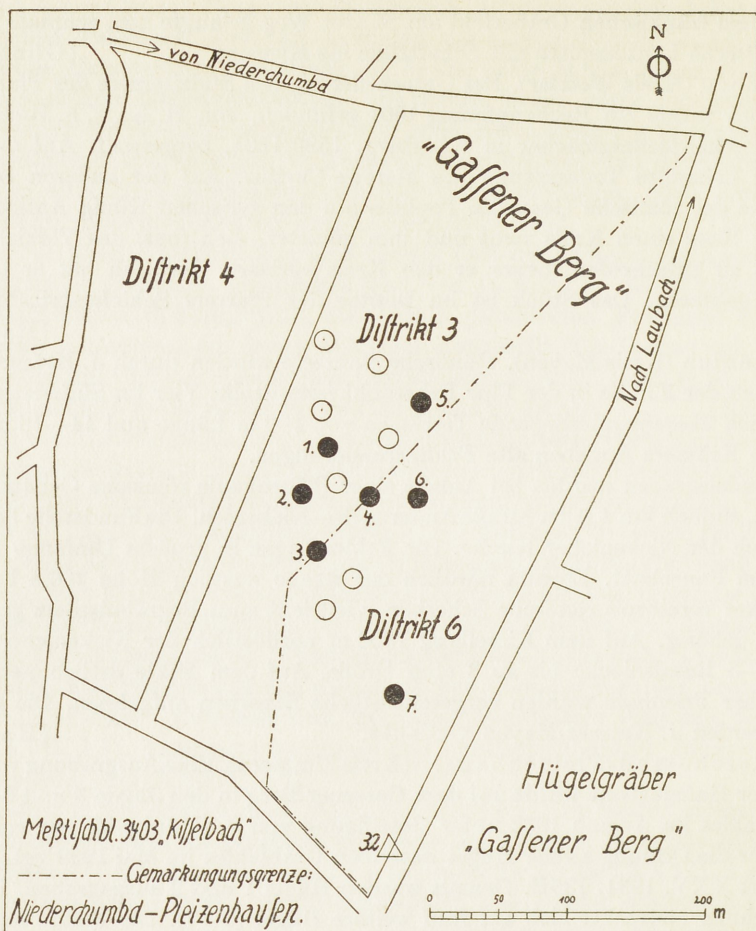 N
von Niederchumbd
„Gaſſener Berg"
Diſtrikt 4
Diſtrikt 3
Nach Laubach
5.
1.
2.
6.
4.
3.
Diſtrikt 6
7.
Hügelgräber
„Gaſſener Berg"
32
Meßtiſchbl. 3403 „Kiſſelbach"
Gemarkungungsgrenze:
Niederchumbd – Pleizenhauſen.
0 50 100 200 m